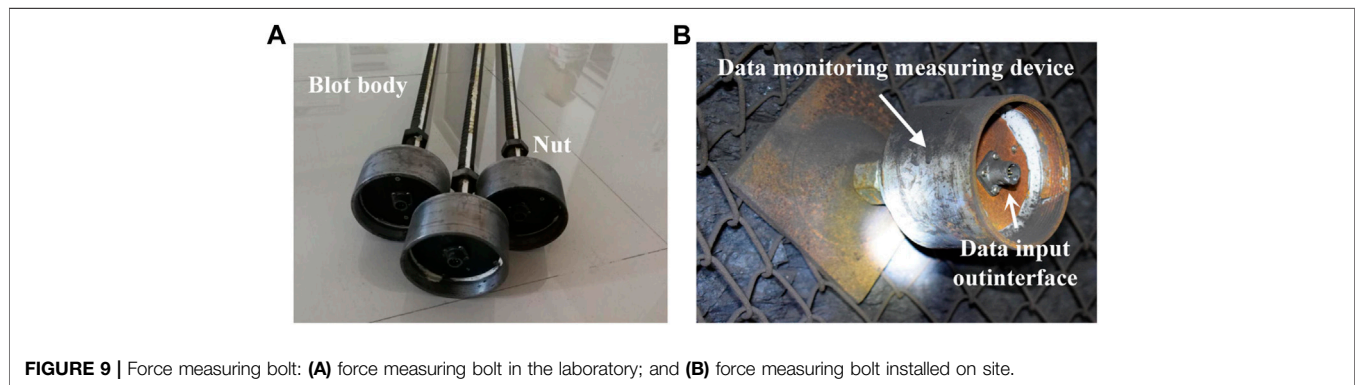 A
Blot body
Nut
B
Data monitoring measuring device
Data input
outinterface
FIGURE 9 | Force measuring bolt: (A) force measuring bolt in the laboratory; and (B) force measuring bolt installed on site.